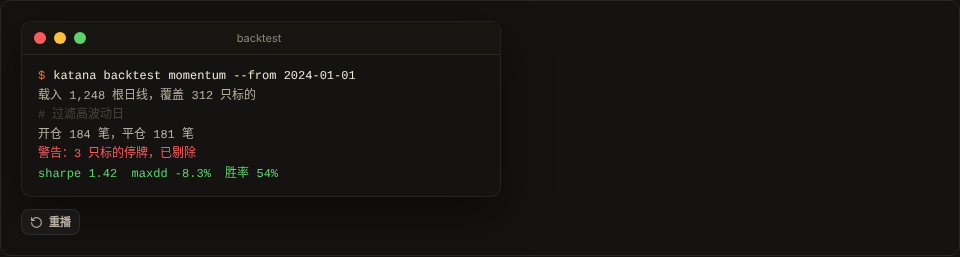 backtest
$ katana backtest momentum --from 2024-01-01
载入 1,248 根日线，覆盖 312 只标的
# 过滤高波动日
开仓 184 笔，平仓 181 笔
警告：3 只标的停牌，已剔除
sharpe 1.42  maxdd -8.3%  胜率 54%
重播